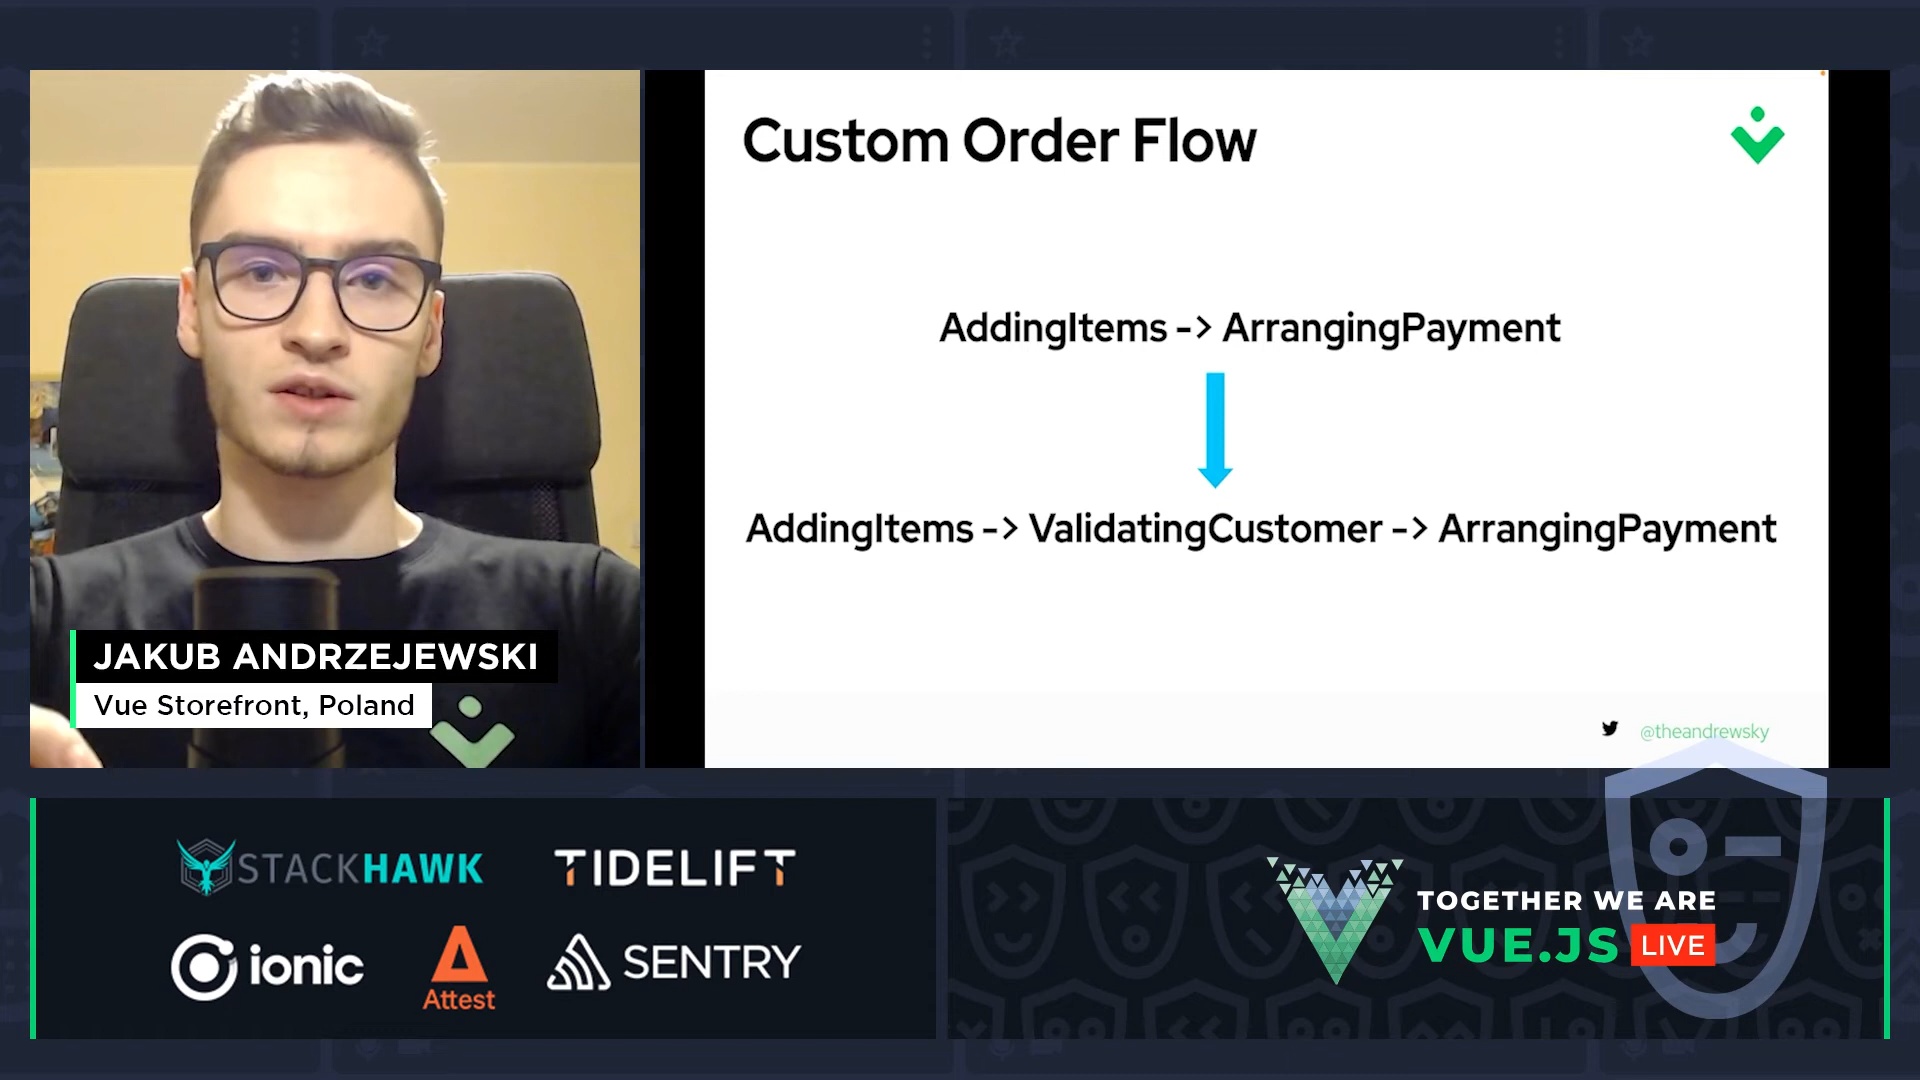 Custom Order Flow
AddingItems -> ArrangingPayment
AddingItems -> ValidatingCustomer -> ArrangingPayment
@theandrewsky
JAKUB ANDRZEJEWSKI
Vue Storefront, Poland
STACKHAWK
TIDELIFT
ionic
Attest
SENTRY
TOGETHER WE ARE
VUE.JS LIVE